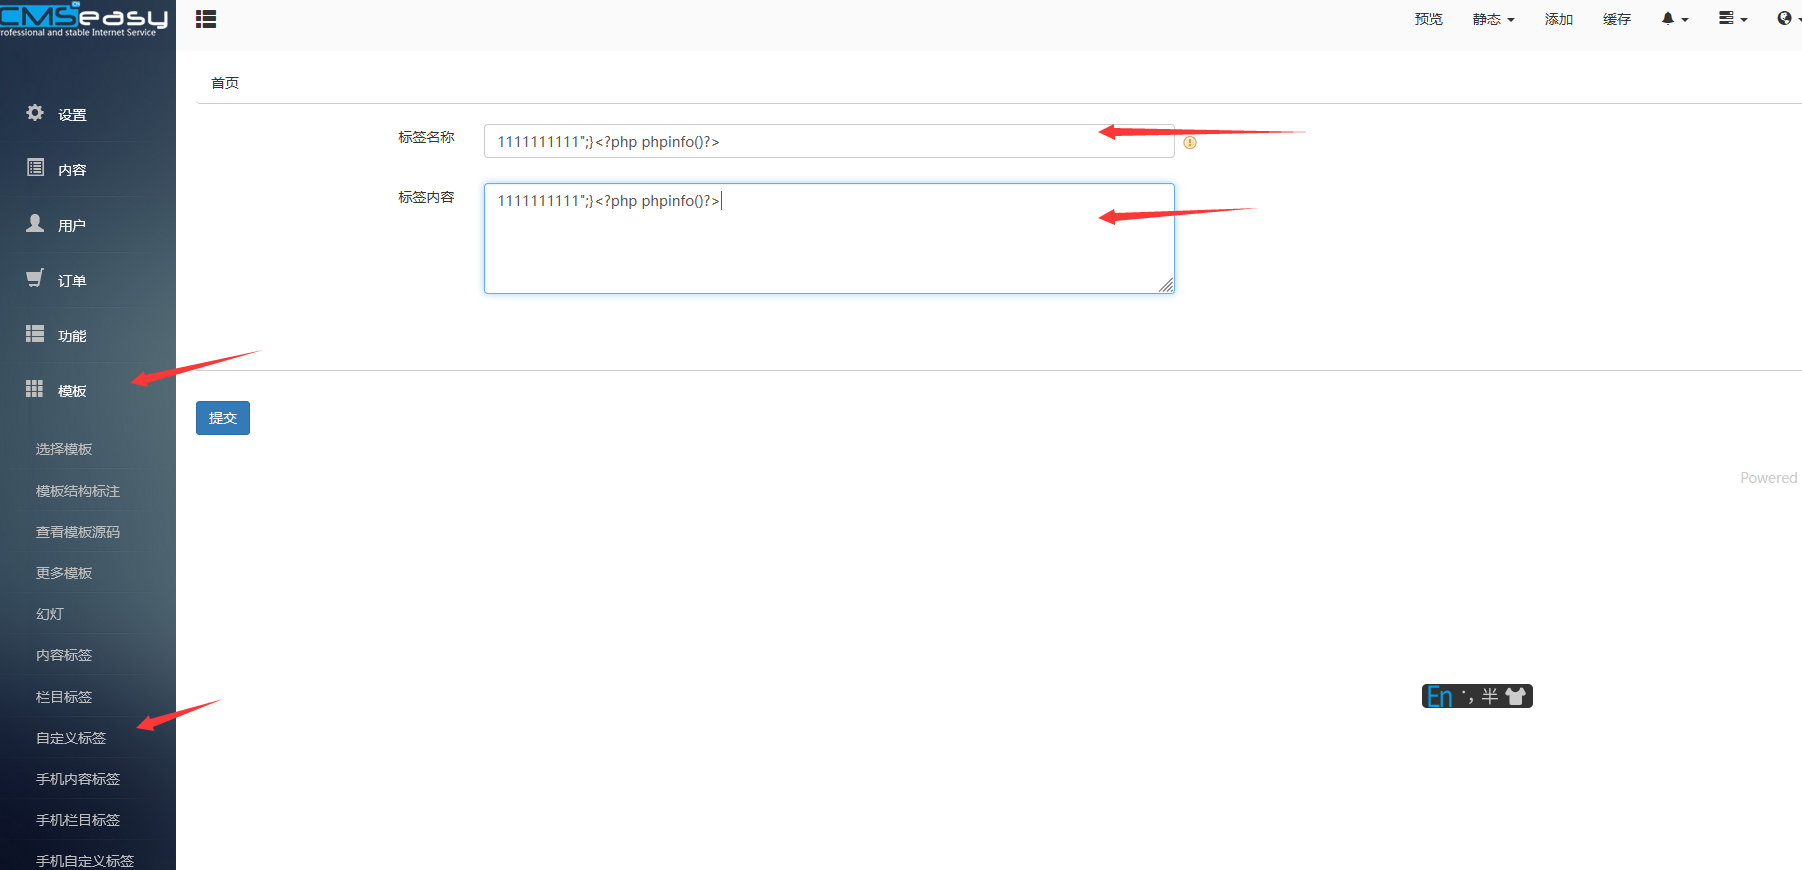 CMSeasy
rofessional and stable Internet Service
预览
静态
添加
缓存
首页
设置
内容
用户
订单
功能
模板
选择模板
模板结构标注
查看模板源码
更多模板
幻灯
内容标签
栏目标签
自定义标签
手机内容标签
手机栏目标签
手机自定义标签
标签名称
1111111111";}<?php phpinfo()?>
标签内容
1111111111";}<?php phpinfo()?>
提交
Powered
En ·, 半